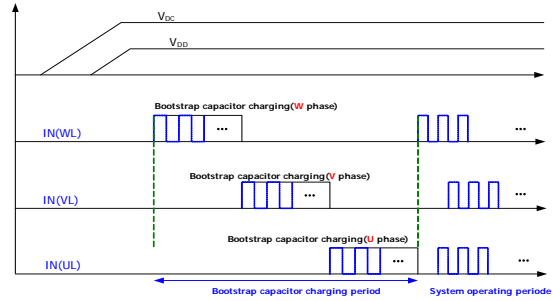 VDC
VDD
Bootstrap capacitor charging(W phase)
IN(WL)
...
...
...
Bootstrap capacitor charging(V phase)
IN(VL)
...
...
Bootstrap capacitor charging(U phase)
IN(UL)
...
...
...
Bootstrap capacitor charging period
System operating periode